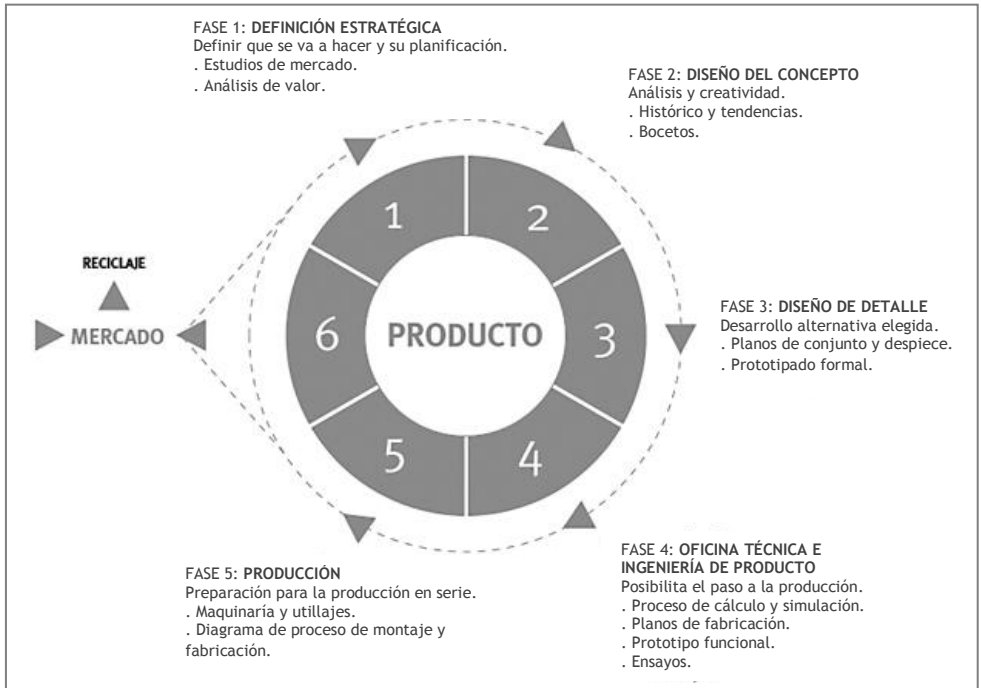 FASE 1: DEFINICIÓN ESTRATÉGICA
Definir que se va a hacer y su planificación.
. Estudios de mercado.
. Análisis de valor.
FASE 2: DISEÑO DEL CONCEPTO
Análisis y creatividad.
. Histórico y tendencias.
. Bocetos.
1
2
RECICLAJE
MERCADO
6
PRODUCTO
3
FASE 3: DISEÑO DE DETALLE
Desarrollo alternativa elegida.
. Planos de conjunto y despiece.
. Prototipado formal.
5
4
FASE 4: OFICINA TÉCNICA E
INGENIERÍA DE PRODUCTO
Posibilita el paso a la producción.
. Proceso de cálculo y simulación.
. Planos de fabricación.
. Prototipo funcional.
. Ensayos.
FASE 5: PRODUCCIÓN
Preparación para la producción en serie.
. Maquinaría y utillajes.
. Diagrama de proceso de montaje y
fabricación.